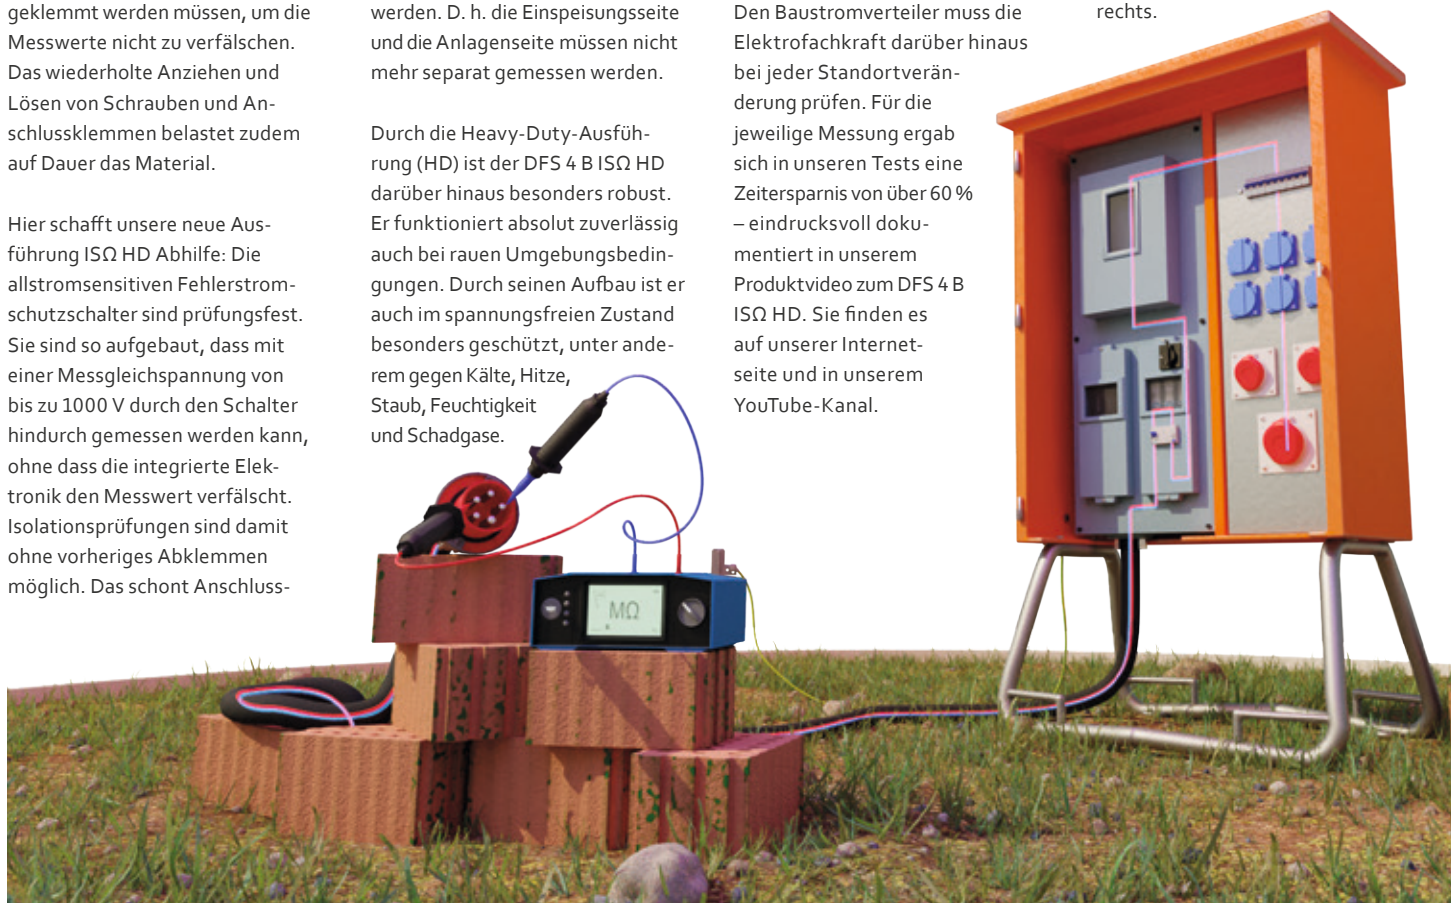 geklemmt werden müssen, um die
Messwerte nicht zu verfälschen.
Das wiederholte Anziehen und
Lösen von Schrauben und An-
schlussklemmen belastet zudem
auf Dauer das Material.
Hier schafft unsere neue Aus-
führung ISΩ HD Abhilfe: Die
allstromsensitiven Fehlerstrom-
schutzschalter sind prüfungsfest.
Sie sind so aufgebaut, dass mit
einer Messgleichspannung von
bis zu 1000 V durch den Schalter
hindurch gemessen werden kann,
ohne dass die integrierte Elek-
tronik den Messwert verfälscht.
Isolationsprüfungen sind damit
ohne vorheriges Abklemmen
möglich. Das schont Anschluss-
werden. D. h. die Einspeisungsseite
und die Anlagenseite müssen nicht
mehr separat gemessen werden.
Durch die Heavy-Duty-Ausfüh-
rung (HD) ist der DFS 4 B ISΩ HD
darüber hinaus besonders robust.
Er funktioniert absolut zuverlässig
auch bei rauen Umgebungsbedin-
gungen. Durch seinen Aufbau ist er
auch im spannungsfreien Zustand
besonders geschützt, unter ande-
rem gegen Kälte, Hitze,
Staub, Feuchtigkeit
und Schadgase.
Den Baustromverteiler muss die
Elektrofachkraft darüber hinaus
bei jeder Standortverän-
derung prüfen. Für die
jeweilige Messung ergab
sich in unseren Tests eine
Zeitersparnis von über 60 %
– eindrucksvoll doku-
mentiert in unserem
Produktvideo zum DFS 4 B
ISΩ HD. Sie finden es
auf unserer Internet-
seite und in unserem
YouTube-Kanal.
rechts.
MΩ